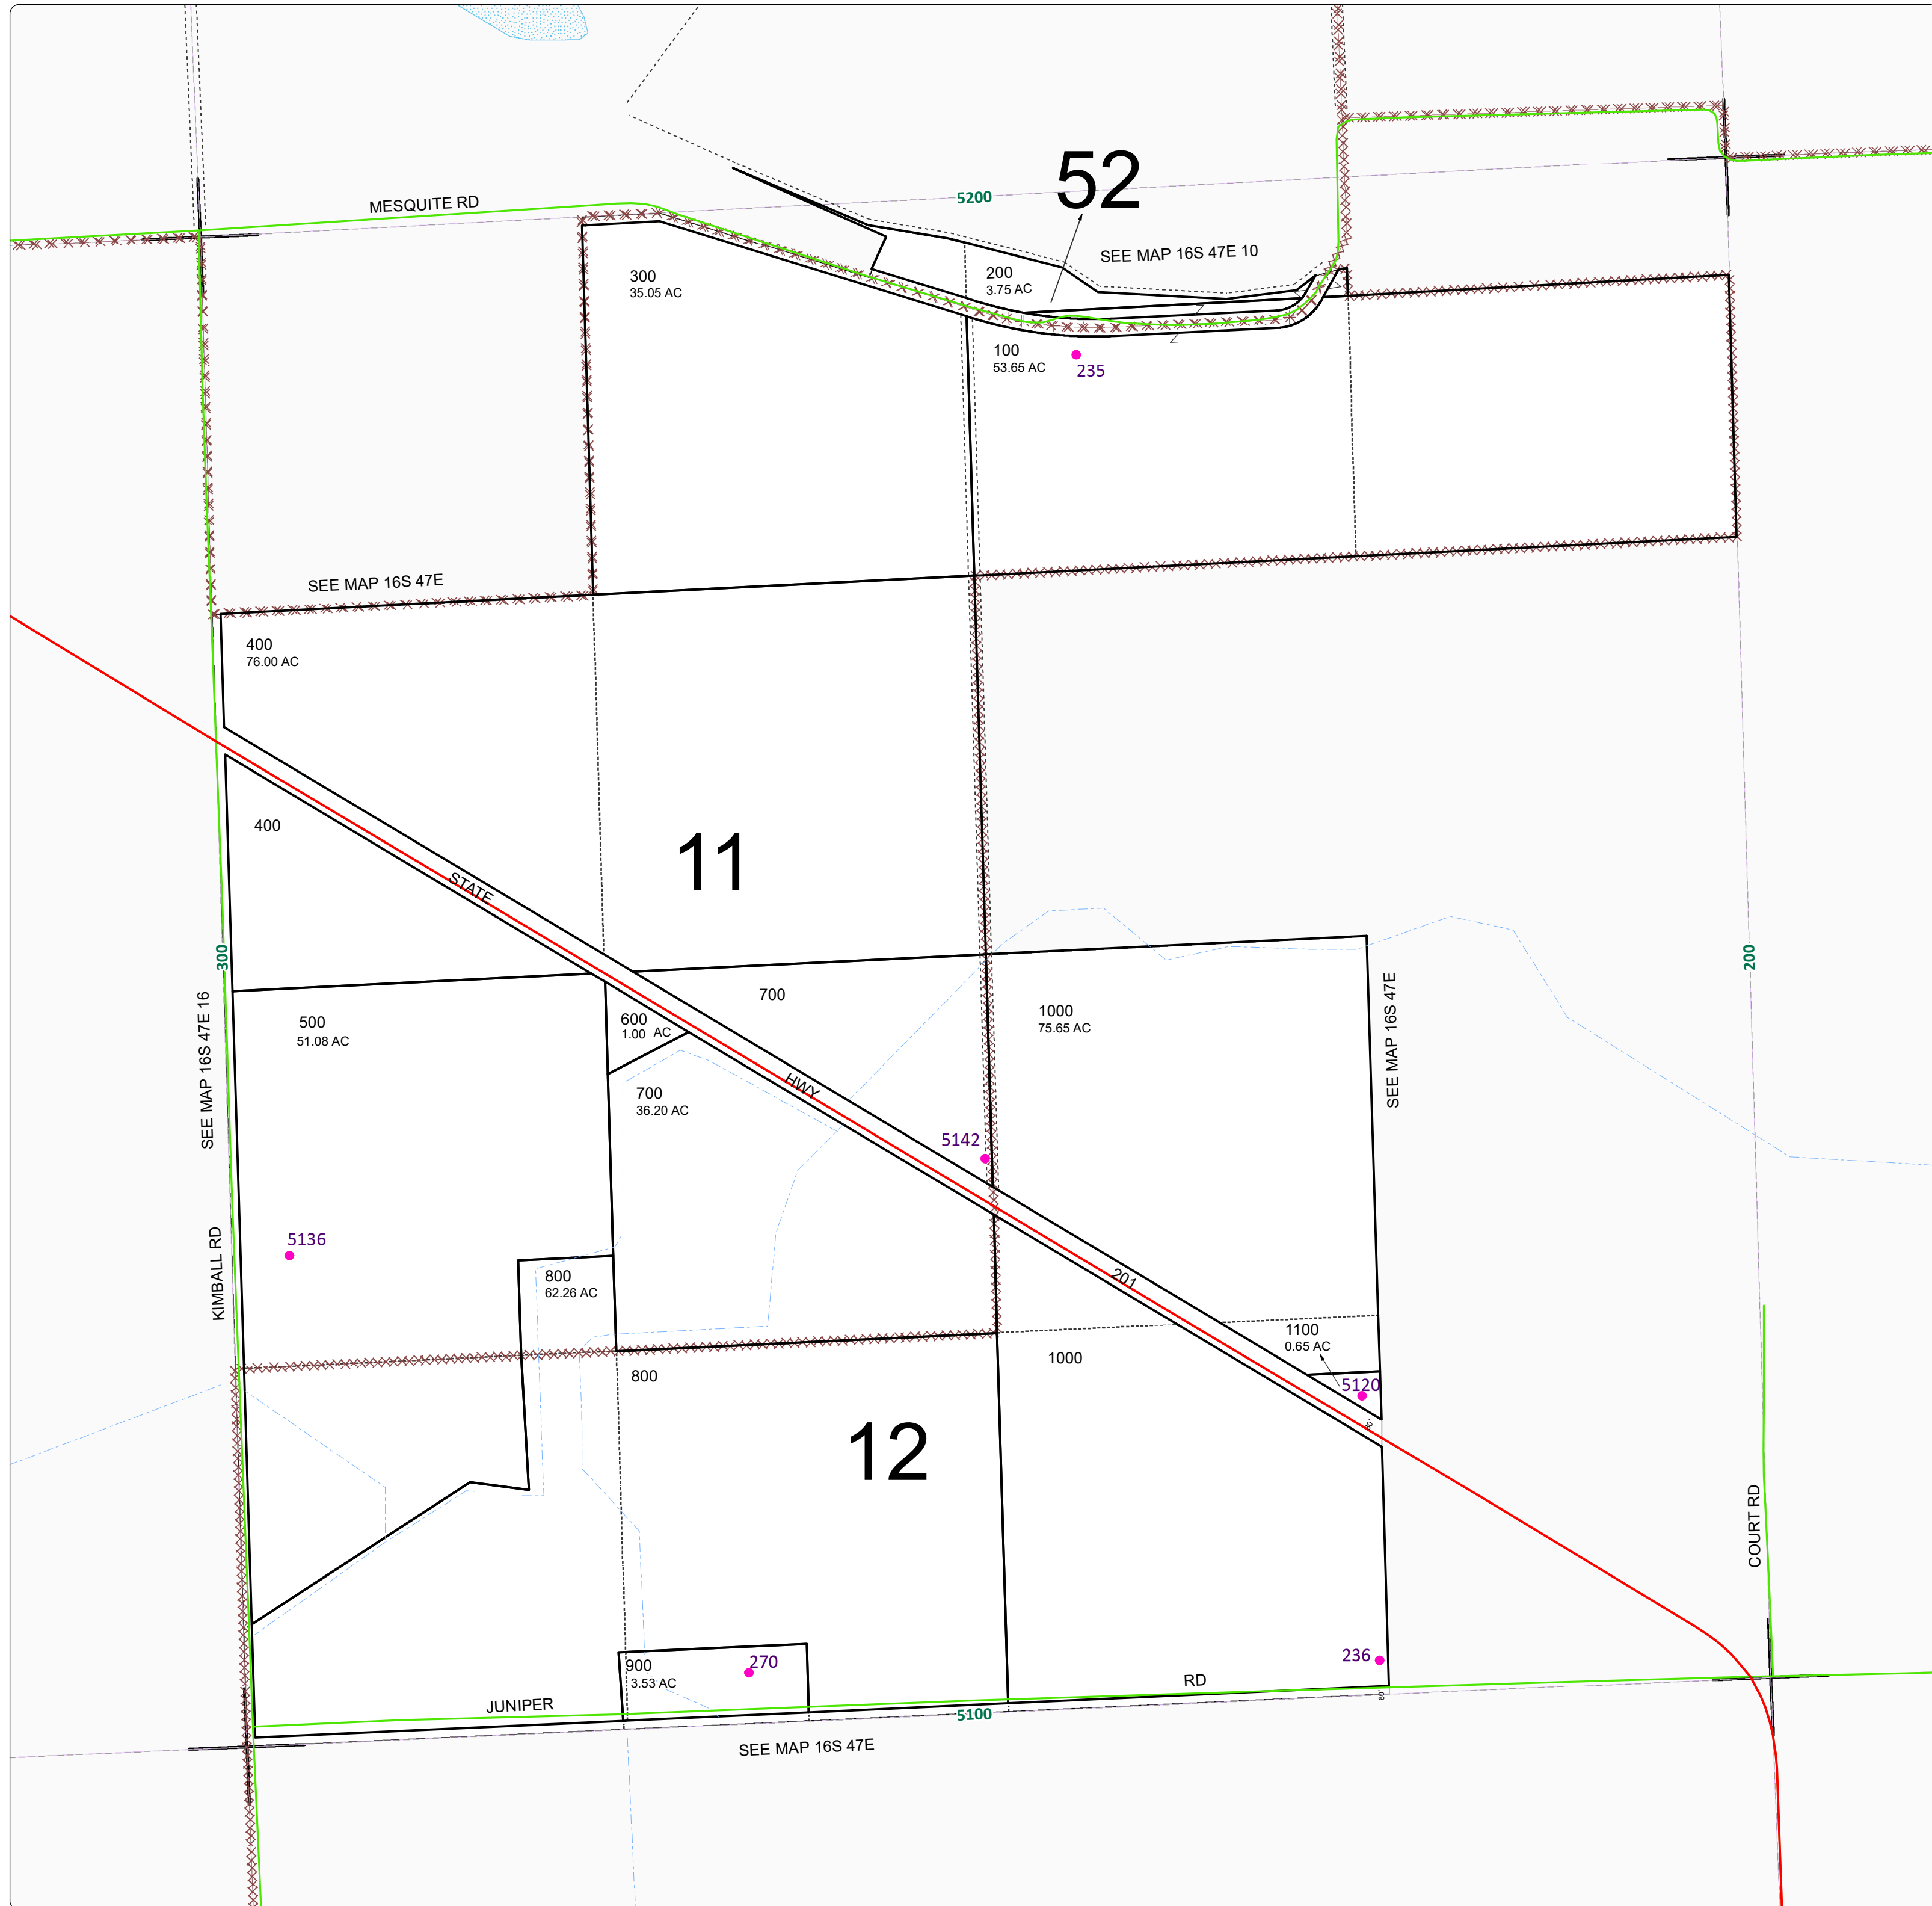 52
MESQUITE RD
5200
SEE MAP 16S 47E 10
300
35.05 AC
200
3.75 AC
100
53.65 AC
235
SEE MAP 16S 47E
400
76.00 AC
400
11
STATE
300
200
700
SEE MAP 16S 47E
SEE MAP 16S 47E 16
500
51.08 AC
600
1.00 AC
1000
75.65 AC
HWY
700
36.20 AC
5142
KIMBALL RD
5136
800
62.26 AC
201
1100
0.65 AC
1000
800
5120
12
COURT RD
900
3.53 AC
270
236
JUNIPER
RD
60'
5100
SEE MAP 16S 47E